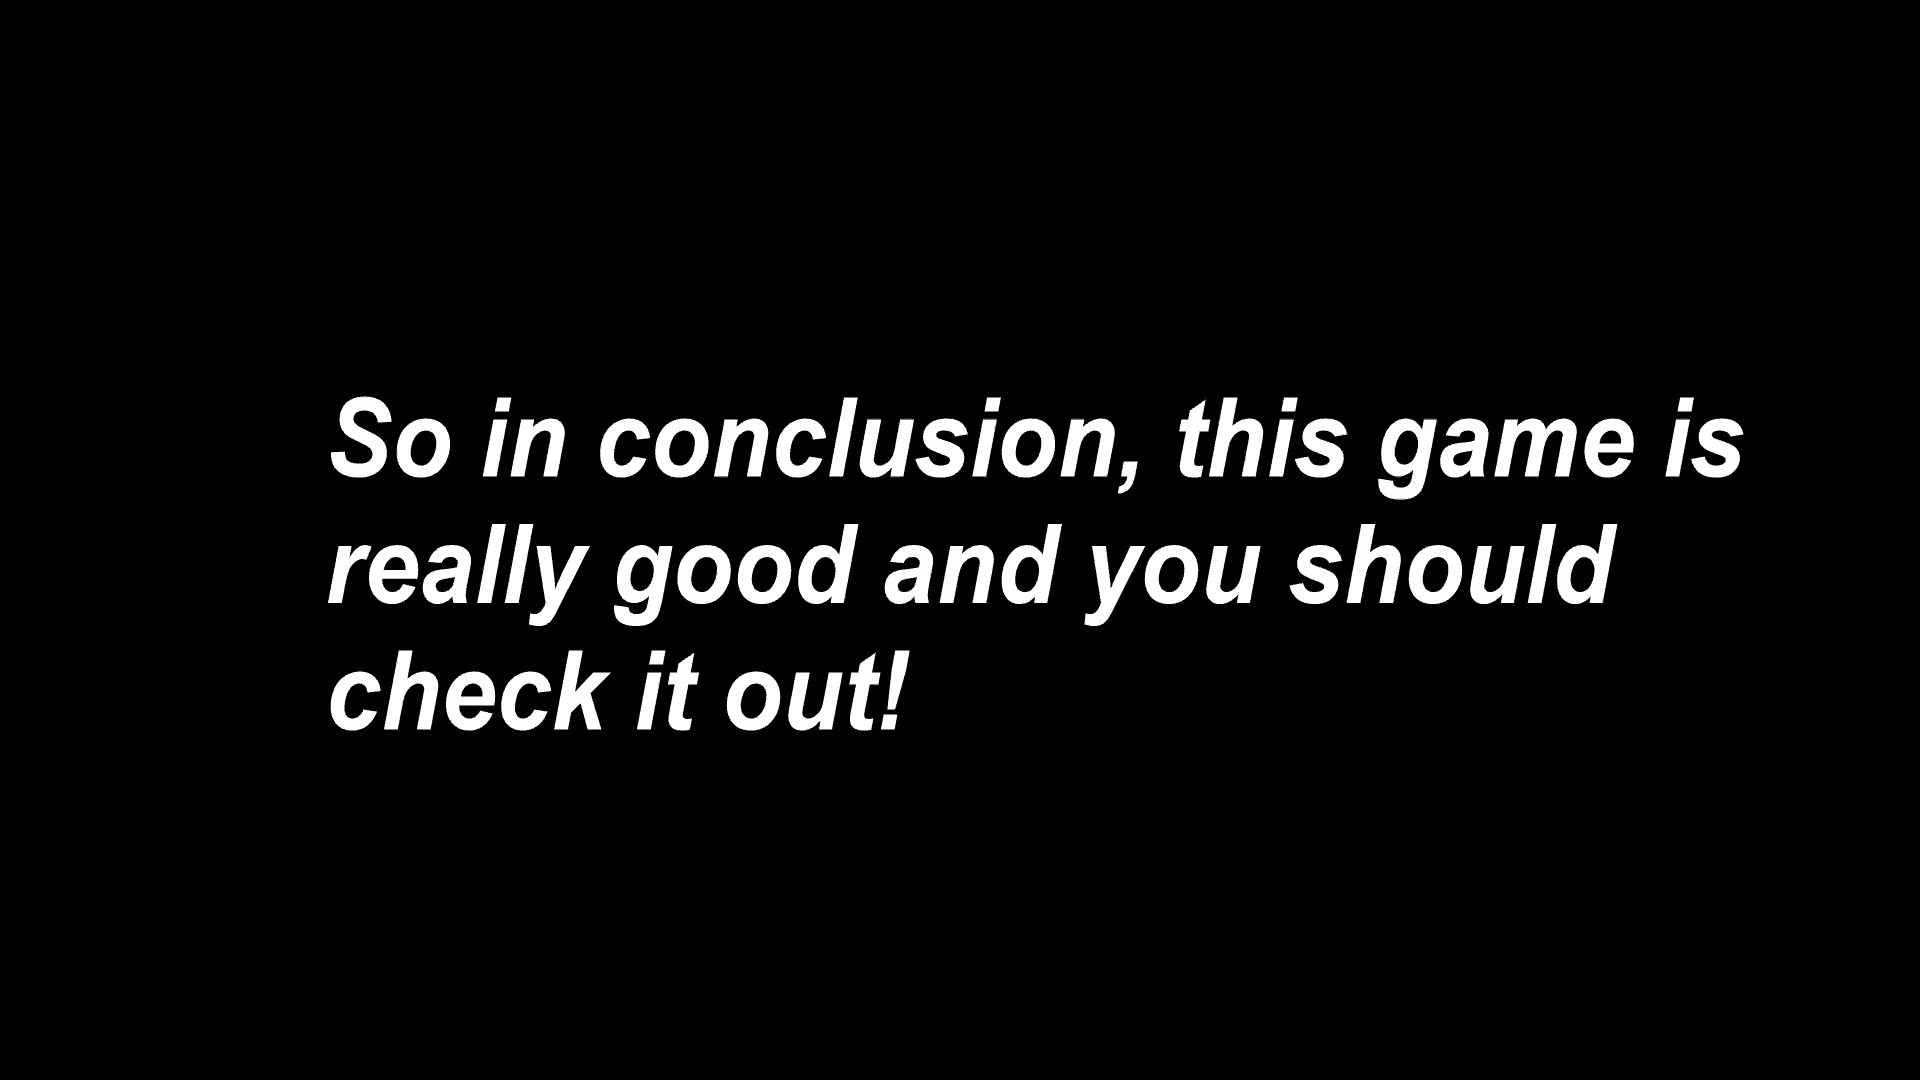 So in conclusion, this game is
really good and you should
check it out!